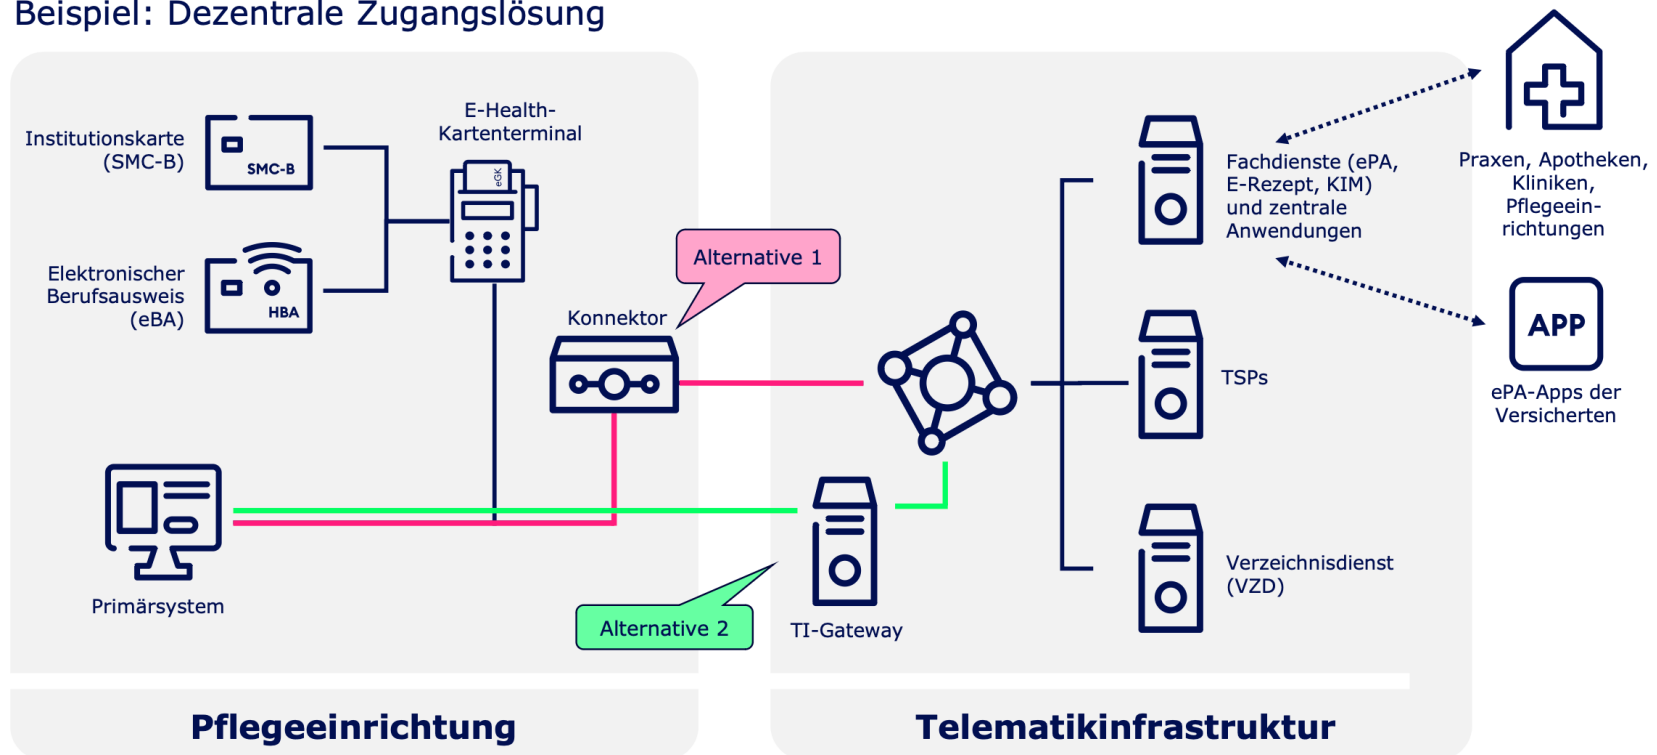 Beispiel: Dezentrale Zugangslösung
Institutionskarte
(SMC-B)
SMC-B
E-Health-
Kartenterminal
eGK
Elektronischer
Berufsausweis
(eBA)
HBA
Konnektor
Alternative 1
Primärsystem
Alternative 2
TI-Gateway
Fachdienste (ePA,
E-Rezept, KIM)
und zentrale
Anwendungen
TSPs
Verzeichnisdienst
(VZD)
Praxen, Apotheken,
Kliniken,
Pflegeein-
richtungen
APP
ePA-Apps der
Versicherten
Pflegeeinrichtung
Telematikinfrastruktur